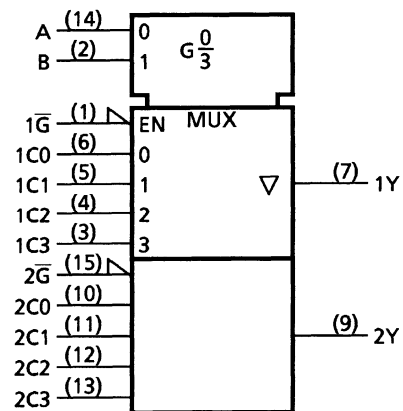 A (14) 0 G 0/3
B (2) 1
1G̅ (1) EN MUX
1C0 (6) 0
1C1 (5) 1 ▽ (7) 1Y
1C2 (4) 2
1C3 (3) 3
2G̅ (15)
2C0 (10)
2C1 (11) (9) 2Y
2C2 (12)
2C3 (13)